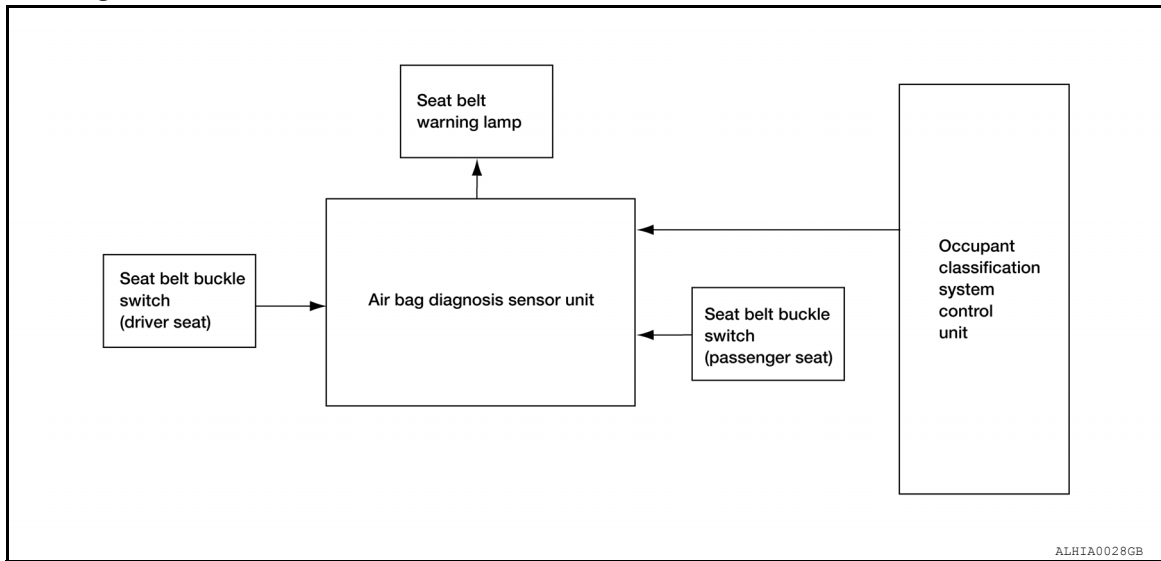 Seat belt
warning lamp
Seat belt buckle
switch
(driver seat)
Air bag diagnosis sensor unit
Seat belt buckle
switch
(passenger seat)
Occupant
classification
system
control
unit
ALHIA0028GB